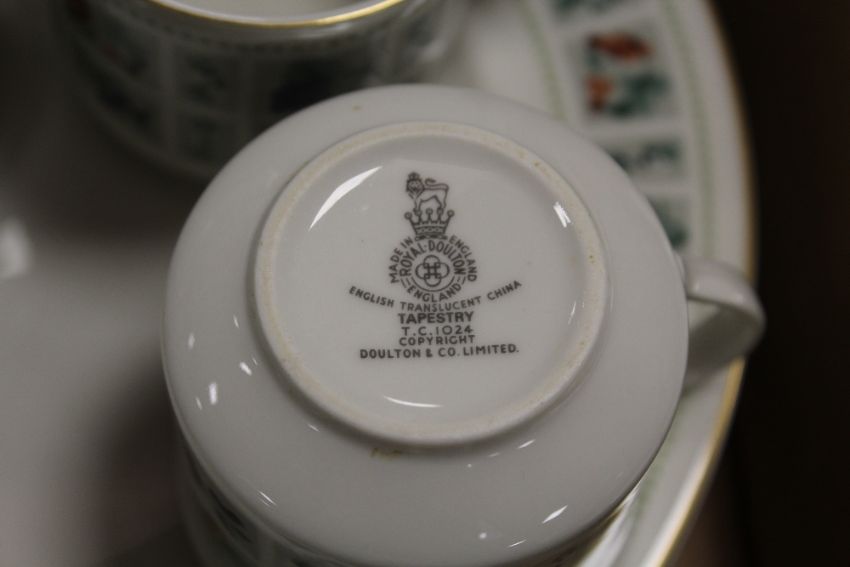 MADE IN ENGLAND
ROYAL · DOULTON
ENGLAND
ENGLISH TRANSLUCENT CHINA
TAPESTRY
T.C.1024
COPYRIGHT
DOULTON & CO. LIMITED.